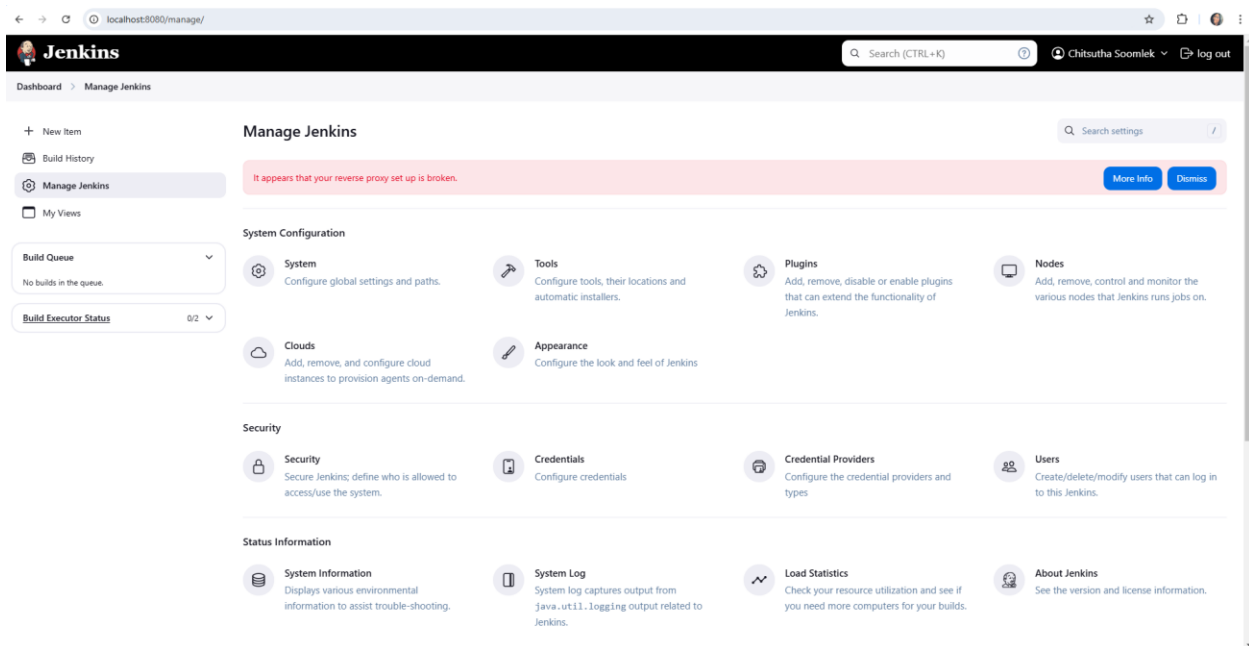 localhost:8080/manage/
Jenkins
Search (CTRL+K)
Chitsutha Soomlek
log out
Dashboard > Manage Jenkins
New Item
Build History
Manage Jenkins
My Views
Build Queue
No builds in the queue.
Build Executor Status
0/2
Manage Jenkins
Search settings
/
It appears that your reverse proxy set up is broken.
More Info
Dismiss
System Configuration
System
Configure global settings and paths.
Tools
Configure tools, their locations and
automatic installers.
Plugins
Add, remove, disable or enable plugins
that can extend the functionality of
Jenkins.
Nodes
Add, remove, control and monitor the
various nodes that Jenkins runs jobs on.
Clouds
Add, remove, and configure cloud
instances to provision agents on-demand.
Appearance
Configure the look and feel of Jenkins
Security
Security
Secure Jenkins; define who is allowed to
access/use the system.
Credentials
Configure credentials
Credential Providers
Configure the credential providers and
types
Users
Create/delete/modify users that can log in
to this Jenkins.
Status Information
System Information
Displays various environmental
information to assist trouble-shooting.
System Log
System log captures output from
java.util.logging output related to
Jenkins.
Load Statistics
Check your resource utilization and see if
you need more computers for your builds.
About Jenkins
See the version and license information.